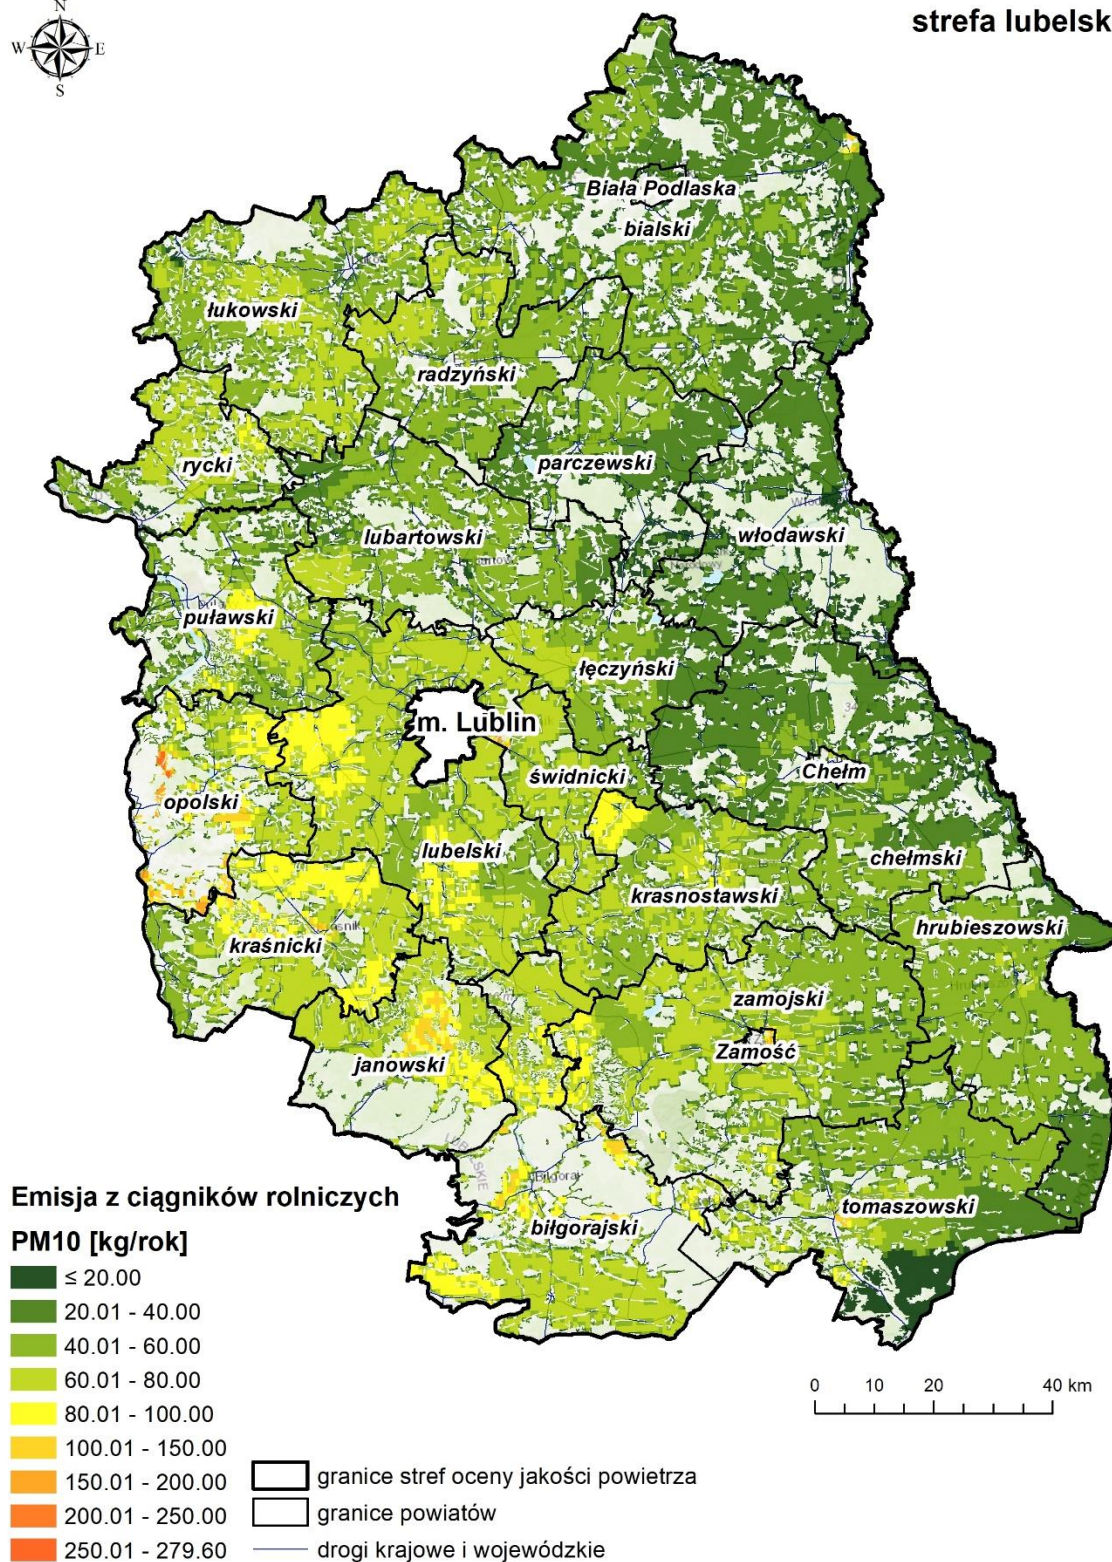 N
W E
S
strefa lubelsk
Biała Podlaska
bialski
łukowski
radzyński
rycki
parczewski
lubartowski
włodawski
puławski
łęczyński
m. Lublin
świdnicki
Chełm
opolski
lubelski
chełmski
krasnostawski
hrubieszowski
kraśnicki
zamojski
Zamość
janowski
Biłgoraj
tomaszowski
biłgorajski
Emisja z ciągników rolniczych
PM10 [kg/rok]
≤ 20.00
20.01 - 40.00
40.01 - 60.00
60.01 - 80.00
80.01 - 100.00
100.01 - 150.00
150.01 - 200.00
200.01 - 250.00
250.01 - 279.60
0 10 20 40 km
granice stref oceny jakości powietrza
granice powiatów
drogi krajowe i wojewódzkie